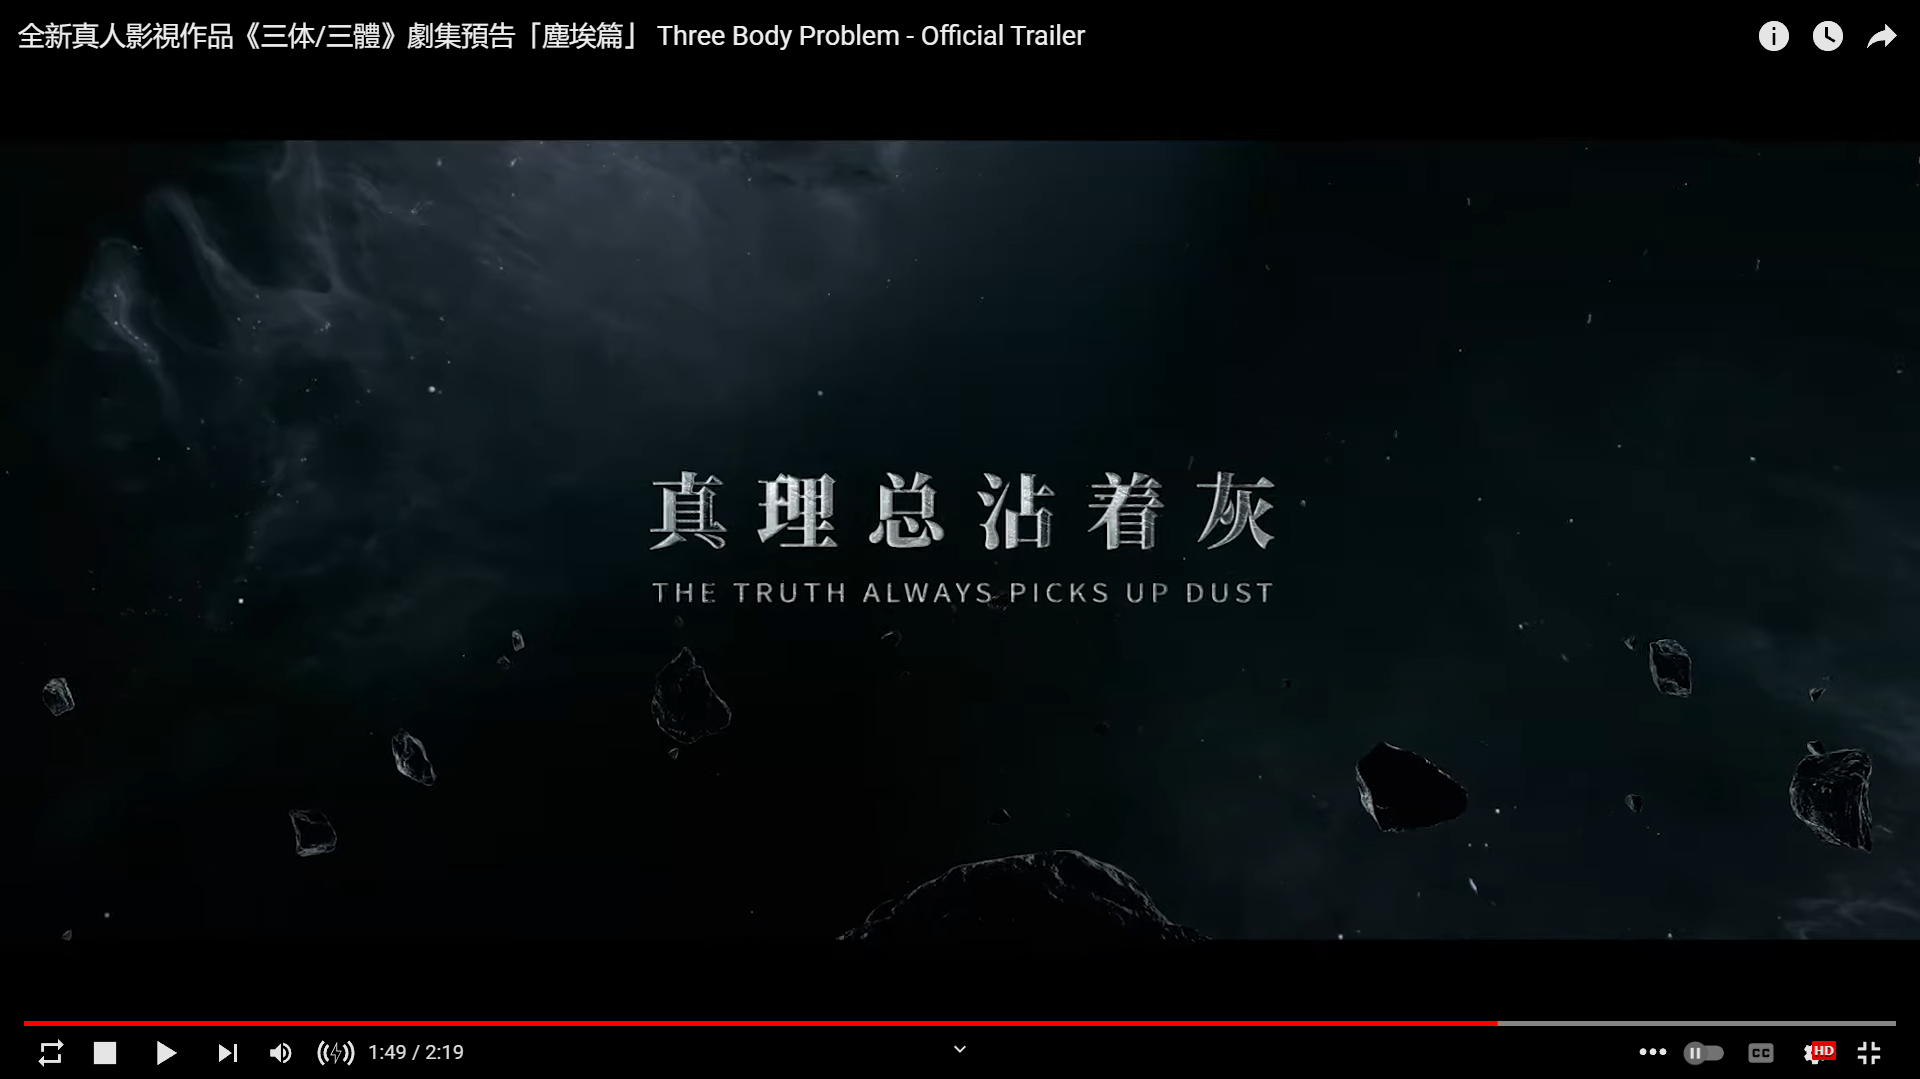 全新真人影視作品《三体/三體》劇集預告「塵埃篇」 Three Body Problem - Official Trailer
真理总沾着灰
THE TRUTH ALWAYS PICKS UP DUST
1:49 / 2:19
CC
HD